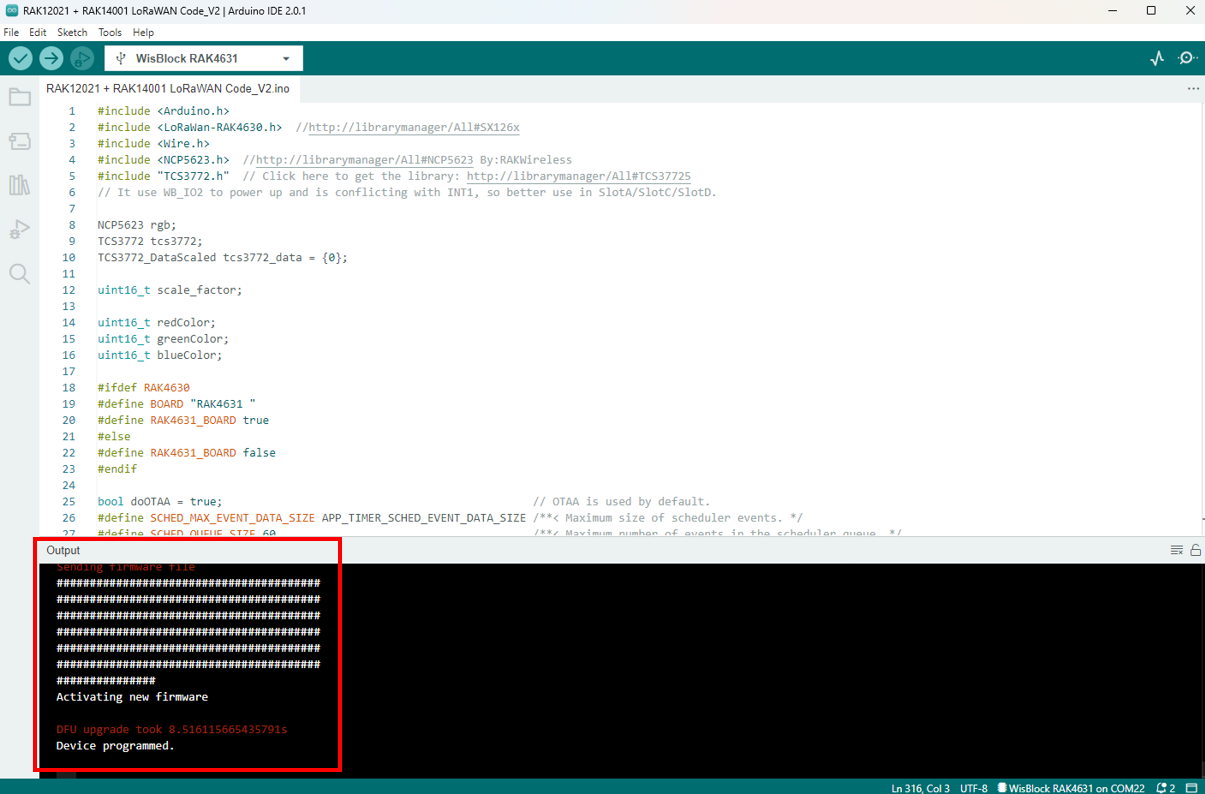 RAK12021 + RAK14001 LoRaWAN Code_V2 | Arduino IDE 2.0.1
File Edit Sketch Tools Help
WisBlock RAK4631
RAK12021 + RAK14001 LoRaWAN Code_V2.ino
1 #include <Arduino.h>
2 #include <LoRaWan-RAK4630.h> //http://librarymanager/All#SX126x
3 #include <Wire.h>
4 #include <NCP5623.h> //http://librarymanager/All#NCP5623 By:RAKWireless
5 #include "TCS3772.h" // Click here to get the library: http://librarymanager/All#TCS37725
6 // It use WB_IO2 to power up and is conflicting with INT1, so better use in SlotA/SlotC/SlotD.
7
8 NCP5623 rgb;
9 TCS3772 tcs3772;
10 TCS3772_DataScaled tcs3772_data = {0};
11
12 uint16_t scale_factor;
13
14 uint16_t redColor;
15 uint16_t greenColor;
16 uint16_t blueColor;
17
18 #ifdef RAK4630
19 #define BOARD "RAK4631 "
20 #define RAK4631_BOARD true
21 #else
22 #define RAK4631_BOARD false
23 #endif
24
25 bool doOTAA = true; // OTAA is used by default.
26 #define SCHED_MAX_EVENT_DATA_SIZE APP_TIMER_SCHED_EVENT_DATA_SIZE /**< Maximum size of scheduler events. */
27 #define SCHED_QUEUE_SIZE 60 /**< Maximum number of events in the scheduler queue. */
Output
Sending firmware file
########################################
########################################
########################################
########################################
########################################
########################################
###############
Activating new firmware
DFU upgrade took 8.516115665435791s
Device programmed.
Ln 316, Col 3 UTF-8 WisBlock RAK4631 on COM22 2